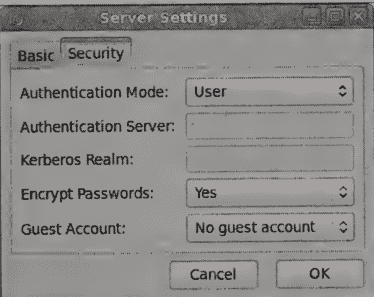 Server Settings
Basic Security
Authentication Mode: User
Authentication Server:
Kerberos Realm:
Encrypt Passwords: Yes
Guest Account: No guest account
Cancel OK